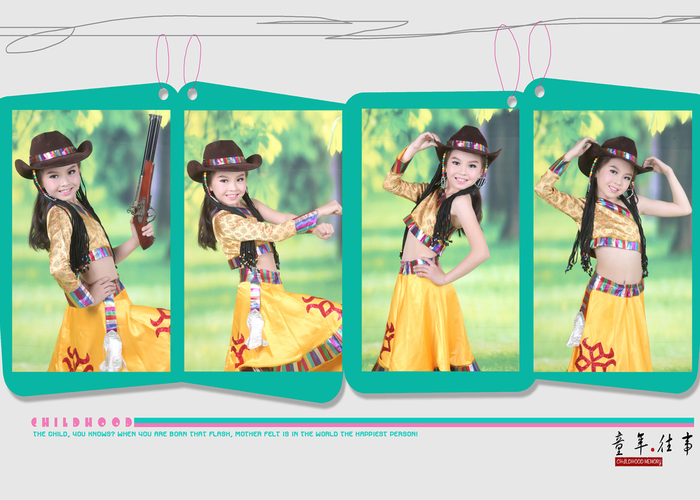 CHILDHOOD
THE CHILD, YOU KNOWS? WHEN YOU ARE BORN THAT FLASH, MOTHER FELT IS IN THE WORLD THE HAPPIEST PERSON!
童年.往事
CHILDHOOD MEMORY